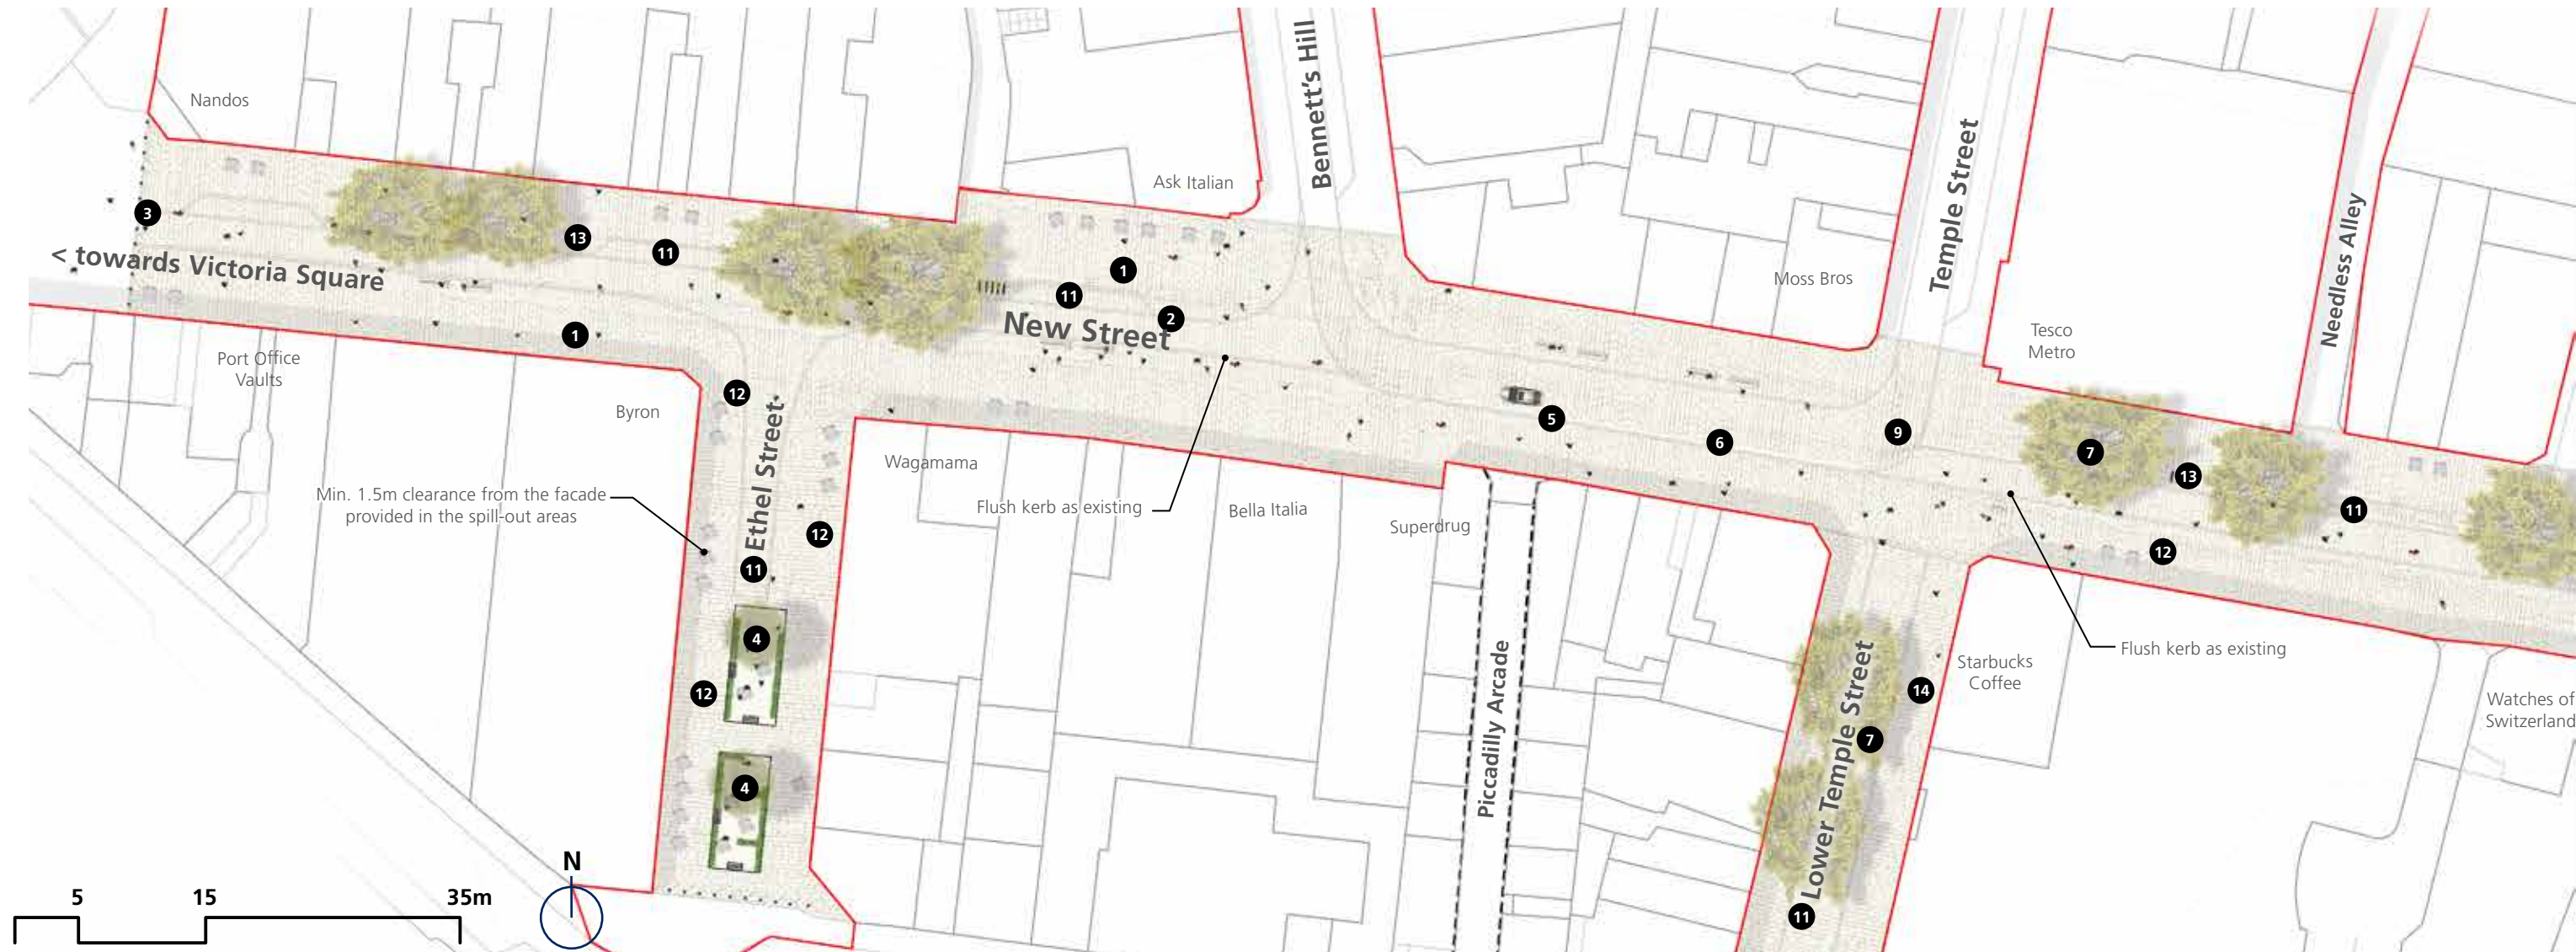 Nandos
Bennett's Hill
Ask Italian
Temple Street
Needless Alley
3
13
11
1
11
2
< towards Victoria Square
New Street
Moss Bros
Tesco
Metro
1
Port Office
Vaults
Byron
12
Ethel Street
Wagamama
Flush kerb as existing
Bella Italia
Superdrug
5
6
9
7
13
11
12
Min. 1.5m clearance from the facade
provided in the spill-out areas
12
11
4
12
4
Piccadilly Arcade
Lower Temple Street
14
7
11
Starbucks
Coffee
Flush kerb as existing
Watches of
Switzerland
N
5
15
35m